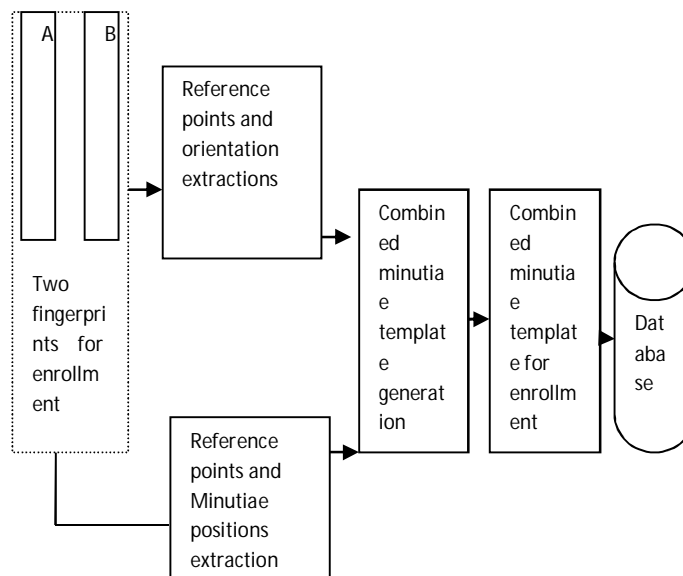 A
B
Two
fingerpri
nts for
enrollm
ent
Reference
points and
orientation
extractions
Reference
points and
Minutiae
positions
extraction
Combin
ed
minutia
e
templat
e
generat
ion
Combin
ed
minutia
e
templat
e for
enrollm
ent
Dat
aba
se